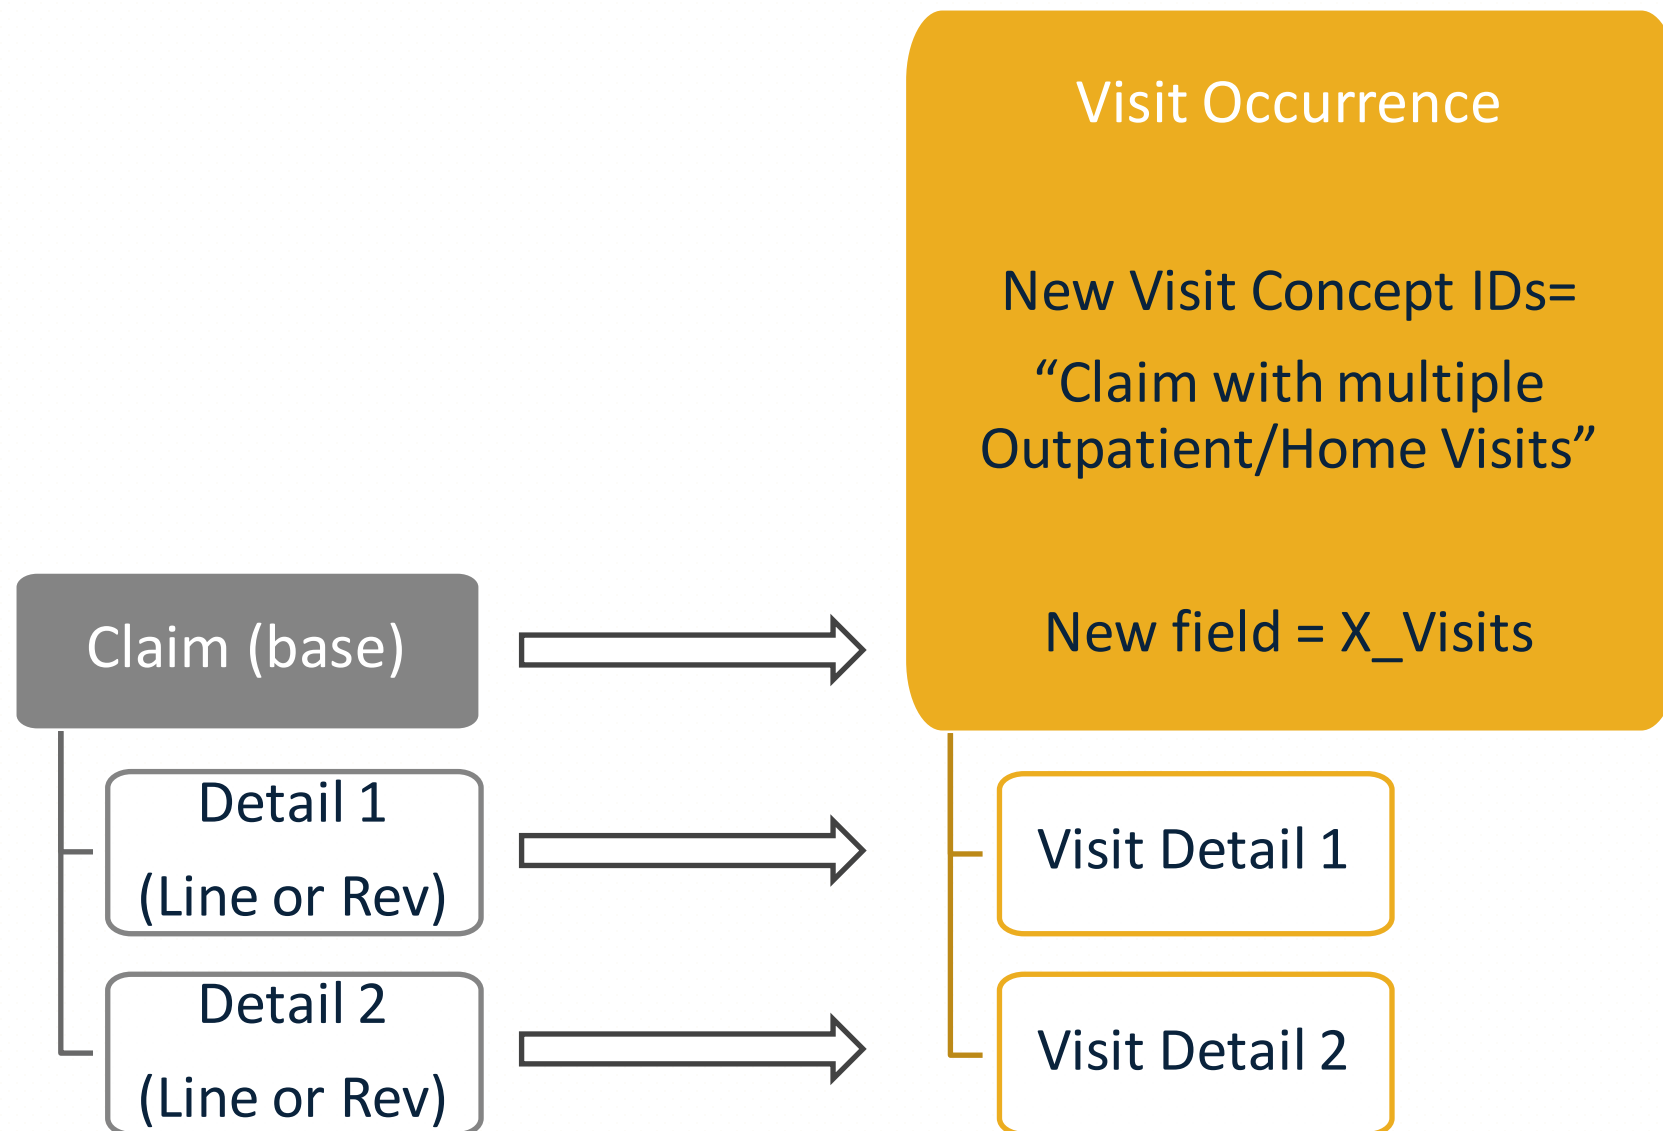 Visit Occurrence
New Visit Concept IDs=
“Claim with multiple
Outpatient/Home Visits”
New field = X_Visits
Claim (base)
Detail 1
(Line or Rev)
Detail 2
(Line or Rev)
Visit Detail 1
Visit Detail 2